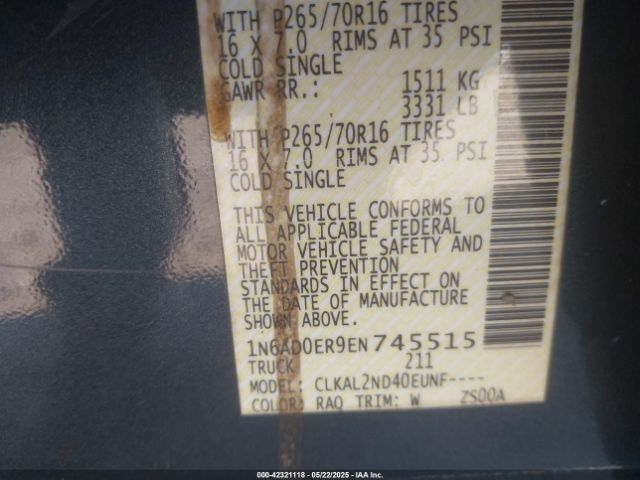 WITH P265/70R16 TIRES
16 X 7.0 RIMS AT 35 PSI
COLD SINGLE
GAWR RR.: 1511 KG
3331 LB
WITH P265/70R16 TIRES
16 X 7.0 RIMS AT 35 PSI
COLD SINGLE
THIS VEHICLE CONFORMS TO
ALL APPLICABLE FEDERAL
MOTOR VEHICLE SAFETY AND
THEFT PREVENTION
STANDARDS IN EFFECT ON
THE DATE OF MANUFACTURE
SHOWN ABOVE.
1N6AD0ER9EN745515
TRUCK 211
MODEL: CLKAL2ND40EUNF----
COLOR: RAQ TRIM: W ZS00A
000-42321118 - 05/22/2025 - IAA Inc.